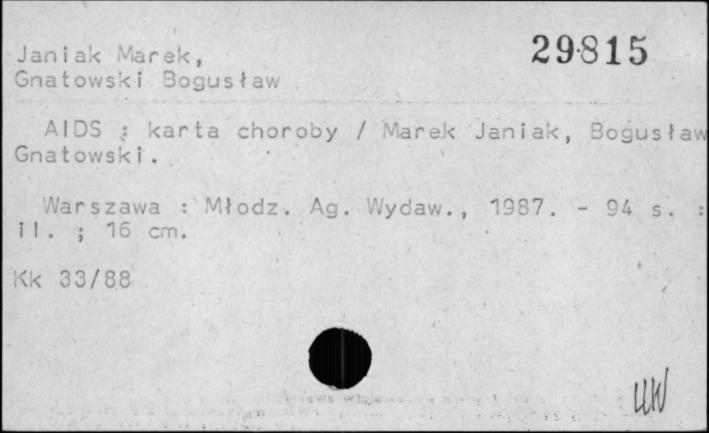 29815
Janiak Marek,
Gnatowski Bogusław
AIDS : karta choroby / Marek Janiak, Bogusław
Gnatowski.
Warszawa : Młodz. Ag. Wydaw., 1987. - 94 s. :
il. ; 16 cm.
Kk 33/88